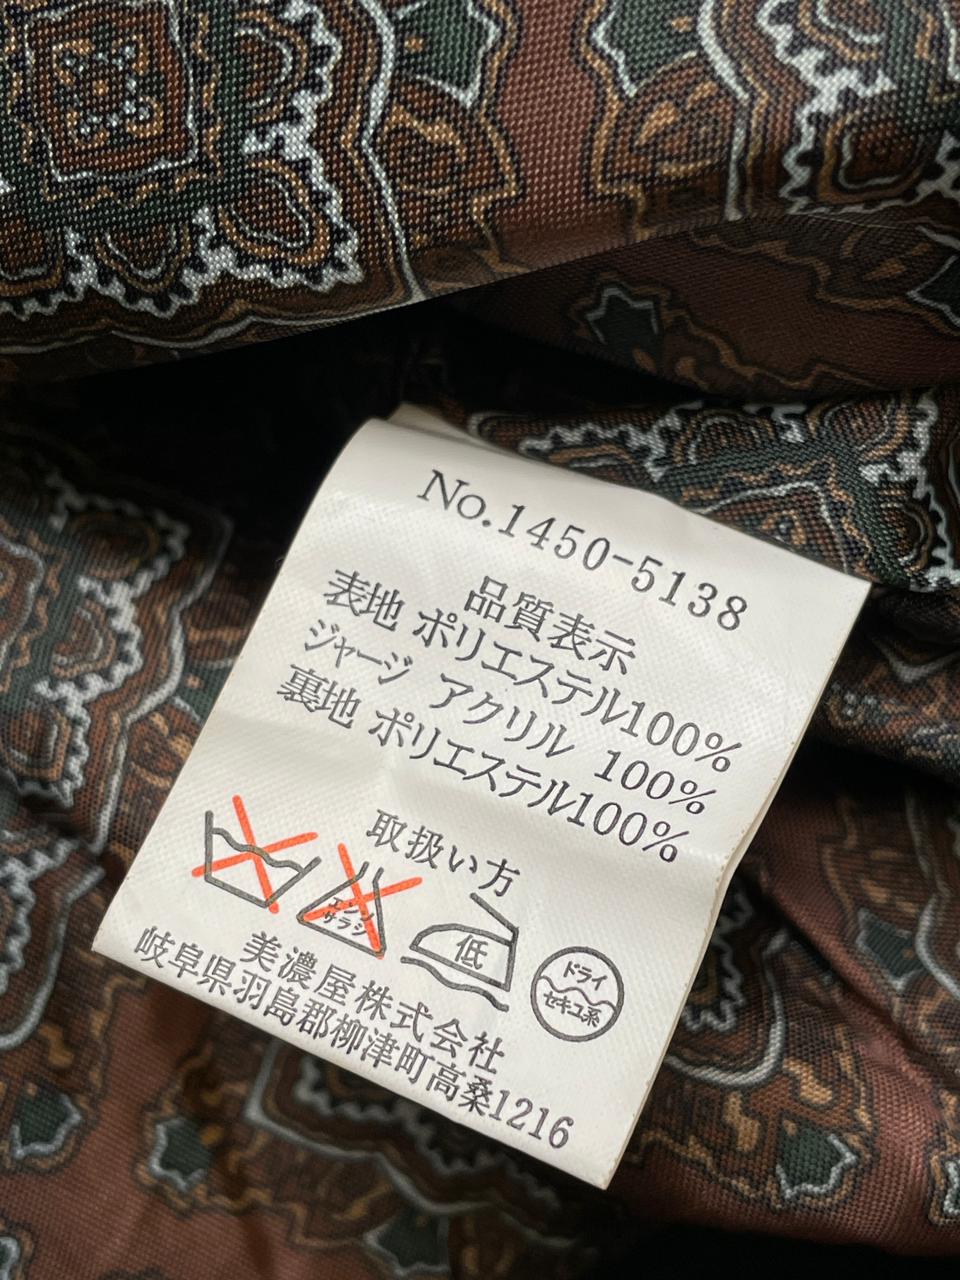 No.1450-5138
品質表示
表地 ポリエステル100%
ジャージ アクリル 100%
裏地 ポリエステル100%
取扱い方
エンソ
サラシ
低
ドライ
セキユ系
美濃屋株式会社
岐阜県羽島郡柳津町高桑1216